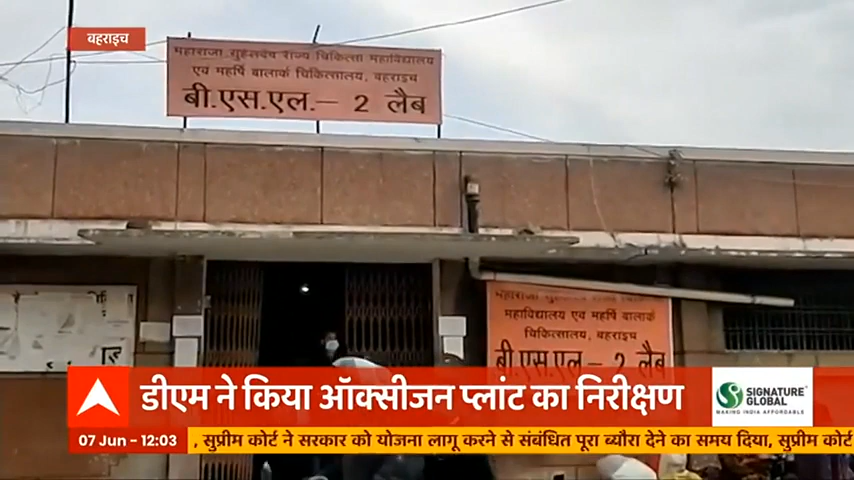 बहराइच
महाराजा सुहेलदेव राज्य चिकित्सा महाविद्यालय
एवं महर्षि बालार्क चिकित्सालय, बहराइच
बी.एस.एल.– 2 लैब
महाराजा सुहेलदेव राज्य चिकित्सा
महाविद्यालय एवं महर्षि बालार्क
चिकित्सालय, बहराइच
बी.एस.एल.– 2 लैब
डीएम ने किया ऑक्सीजन प्लांट का निरीक्षण
SIGNATURE
GLOBAL
MAKING INDIA AFFORDABLE
07 Jun - 12:03
, सुप्रीम कोर्ट ने सरकार को योजना लागू करने से संबंधित पूरा ब्यौरा देने का समय दिया, सुप्रीम कोर्ट